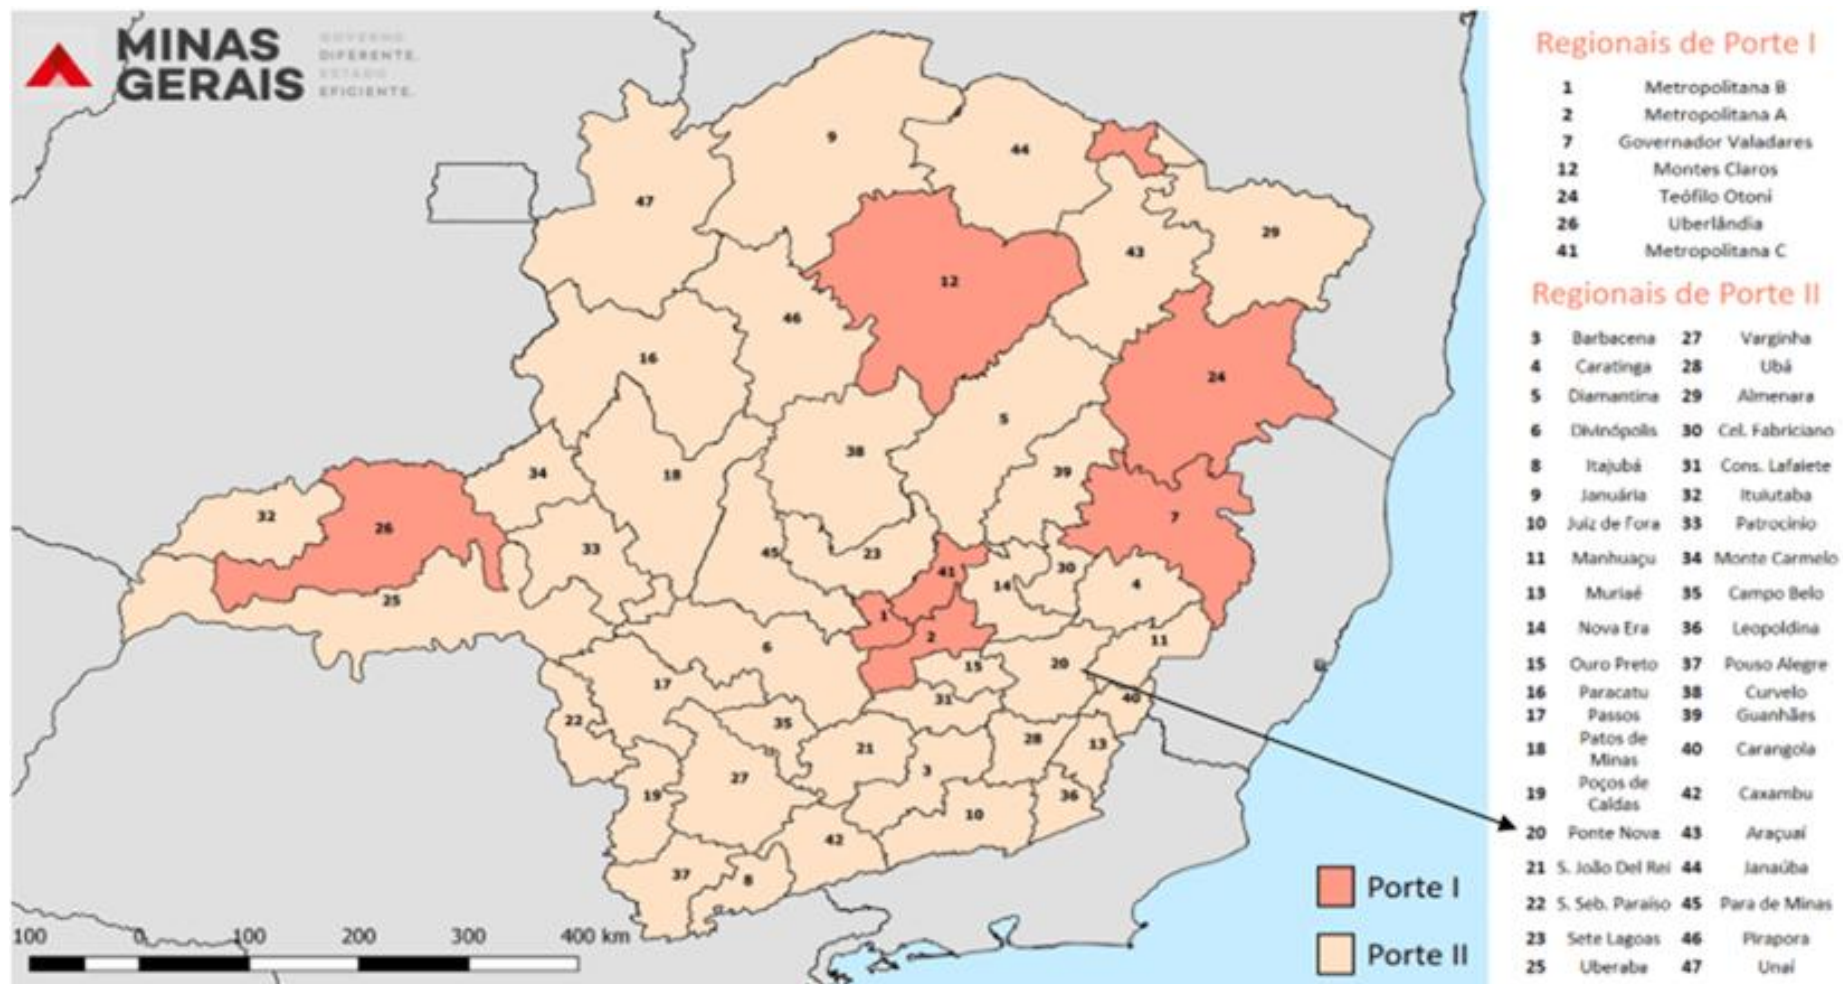 MINAS
GERAIS
GOVERNO
DIFERENTE.
ESTADO
EFICIENTE.
9
44
47
29
43
12
46
16
24
5
38
39
34
18
32
26
7
33
45
23
41
30
14
4
25
1
2
11
6
15
20
17
31
40
22
35
21
28
13
3
27
19
36
10
42
37
8
100 0 100 200 300 400 km
Porte I
Porte II
Regionais de Porte I
1 Metropolitana B
2 Metropolitana A
7 Governador Valadares
12 Montes Claros
24 Teófilo Otoni
26 Uberlândia
41 Metropolitana C
Regionais de Porte II
3 Barbacena 27 Varginha
4 Caratinga 28 Ubá
5 Diamantina 29 Almenara
6 Divinópolis 30 Cel. Fabriciano
8 Itajubá 31 Cons. Lafaiete
9 Januária 32 Ituiutaba
10 Juiz de Fora 33 Patrocínio
11 Manhuaçu 34 Monte Carmelo
13 Muriaé 35 Campo Belo
14 Nova Era 36 Leopoldina
15 Ouro Preto 37 Pouso Alegre
16 Paracatu 38 Curvelo
17 Passos 39 Guanhães
18 Patos de Minas 40 Carangola
19 Poços de Caldas 42 Caxambu
20 Ponte Nova 43 Araçuaí
21 S. João Del Rei 44 Janaúba
22 S. Seb. Paraíso 45 Para de Minas
23 Sete Lagoas 46 Pirapora
25 Uberaba 47 Unaí